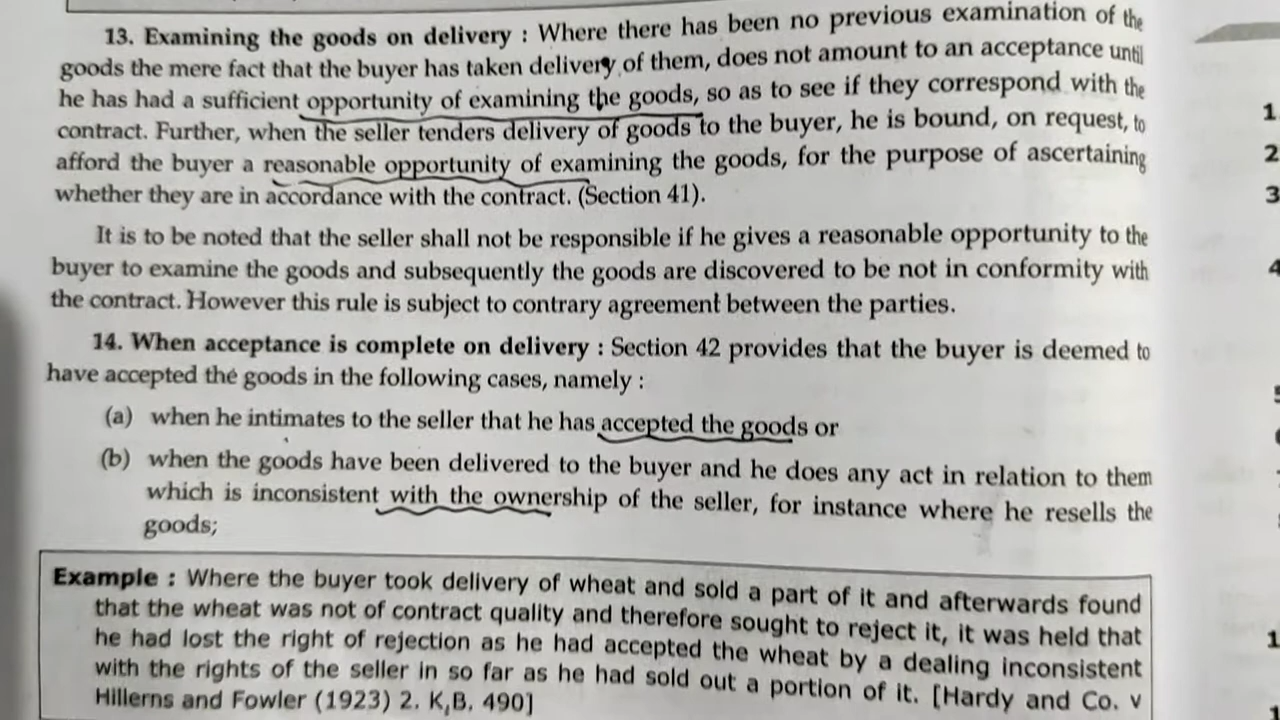 13. Examining the goods on delivery : Where there has been no previous examination of the
goods the mere fact that the buyer has taken delivery of them, does not amount to an acceptance until
he has had a sufficient opportunity of examining the goods, so as to see if they correspond with the
contract. Further, when the seller tenders delivery of goods to the buyer, he is bound, on request, to
afford the buyer a reasonable opportunity of examining the goods, for the purpose of ascertaining
whether they are in accordance with the contract. (Section 41).
It is to be noted that the seller shall not be responsible if he gives a reasonable opportunity to the
buyer to examine the goods and subsequently the goods are discovered to be not in conformity with
the contract. However this rule is subject to contrary agreement between the parties.
14. When acceptance is complete on delivery : Section 42 provides that the buyer is deemed to
have accepted the goods in the following cases, namely :
(a) when he intimates to the seller that he has accepted the goods or
(b) when the goods have been delivered to the buyer and he does any act in relation to them
which is inconsistent with the ownership of the seller, for instance where he resells the
goods;
Example : Where the buyer took delivery of wheat and sold a part of it and afterwards found
that the wheat was not of contract quality and therefore sought to reject it, it was held that
he had lost the right of rejection as he had accepted the wheat by a dealing inconsistent
with the rights of the seller in so far as he had sold out a portion of it. [Hardy and Co. v
Hillerns and Fowler (1923) 2. K,B. 490]
1
2
3
4
1